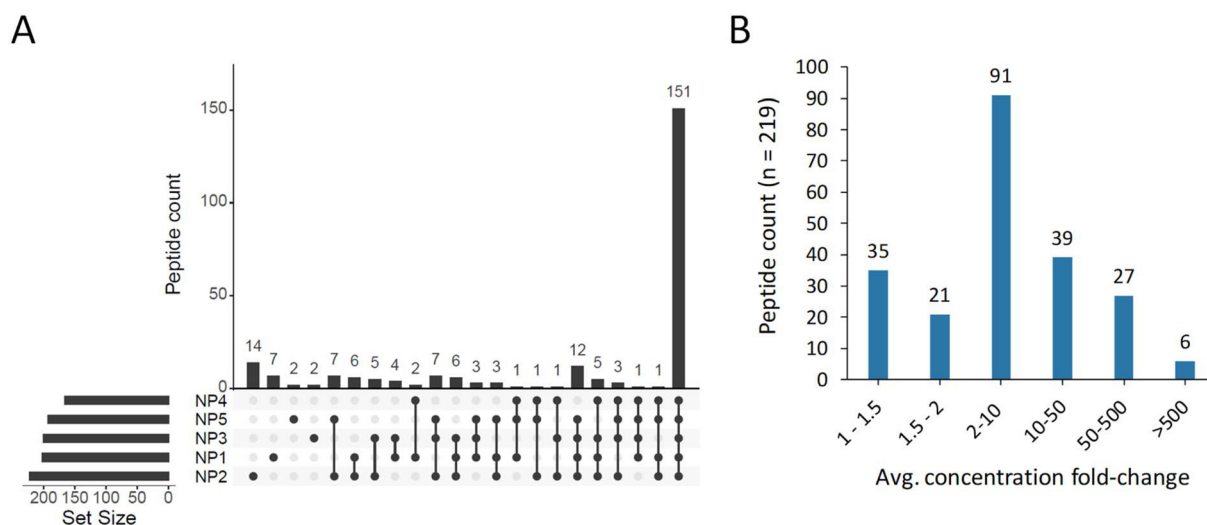 A
Peptide count
150
100
50
0
14 7 2 2 7 6 5 4 2 7 6 3 3 1 1 1 12 5 3 1 1 151
NP4
NP5
NP3
NP1
NP2
200 150 100 50 0
Set Size
B
Peptide count (n = 219)
100
90
80
70
60
50
40
30
20
10
0
35 21 91 39 27 6
1 - 1.5
1.5 - 2
2-10
10-50
50-500
>500
Avg. concentration fold-change